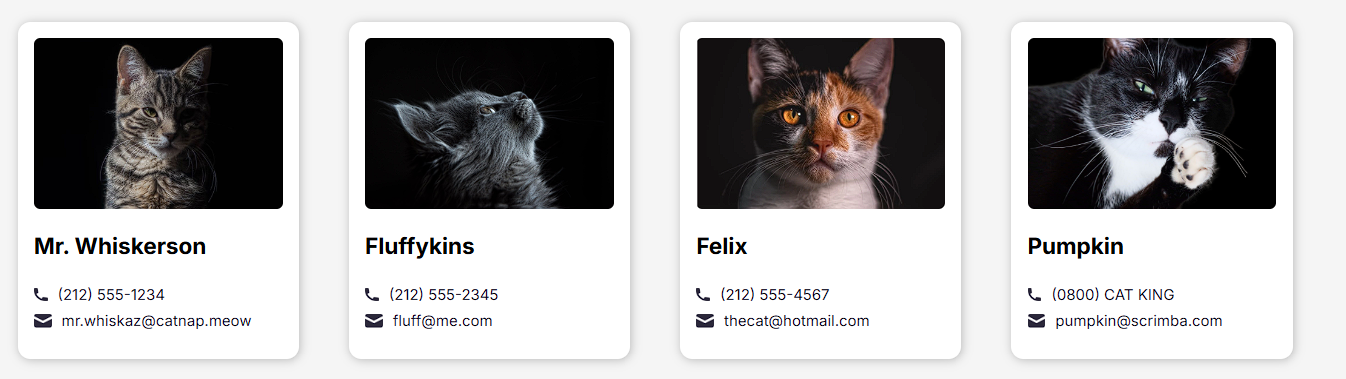 Mr. Whiskerson
(212) 555-1234
mr.whiskaz@catnap.meow
Fluffykins
(212) 555-2345
fluff@me.com
Felix
(212) 555-4567
thecat@hotmail.com
Pumpkin
(0800) CAT KING
pumpkin@scrimba.com